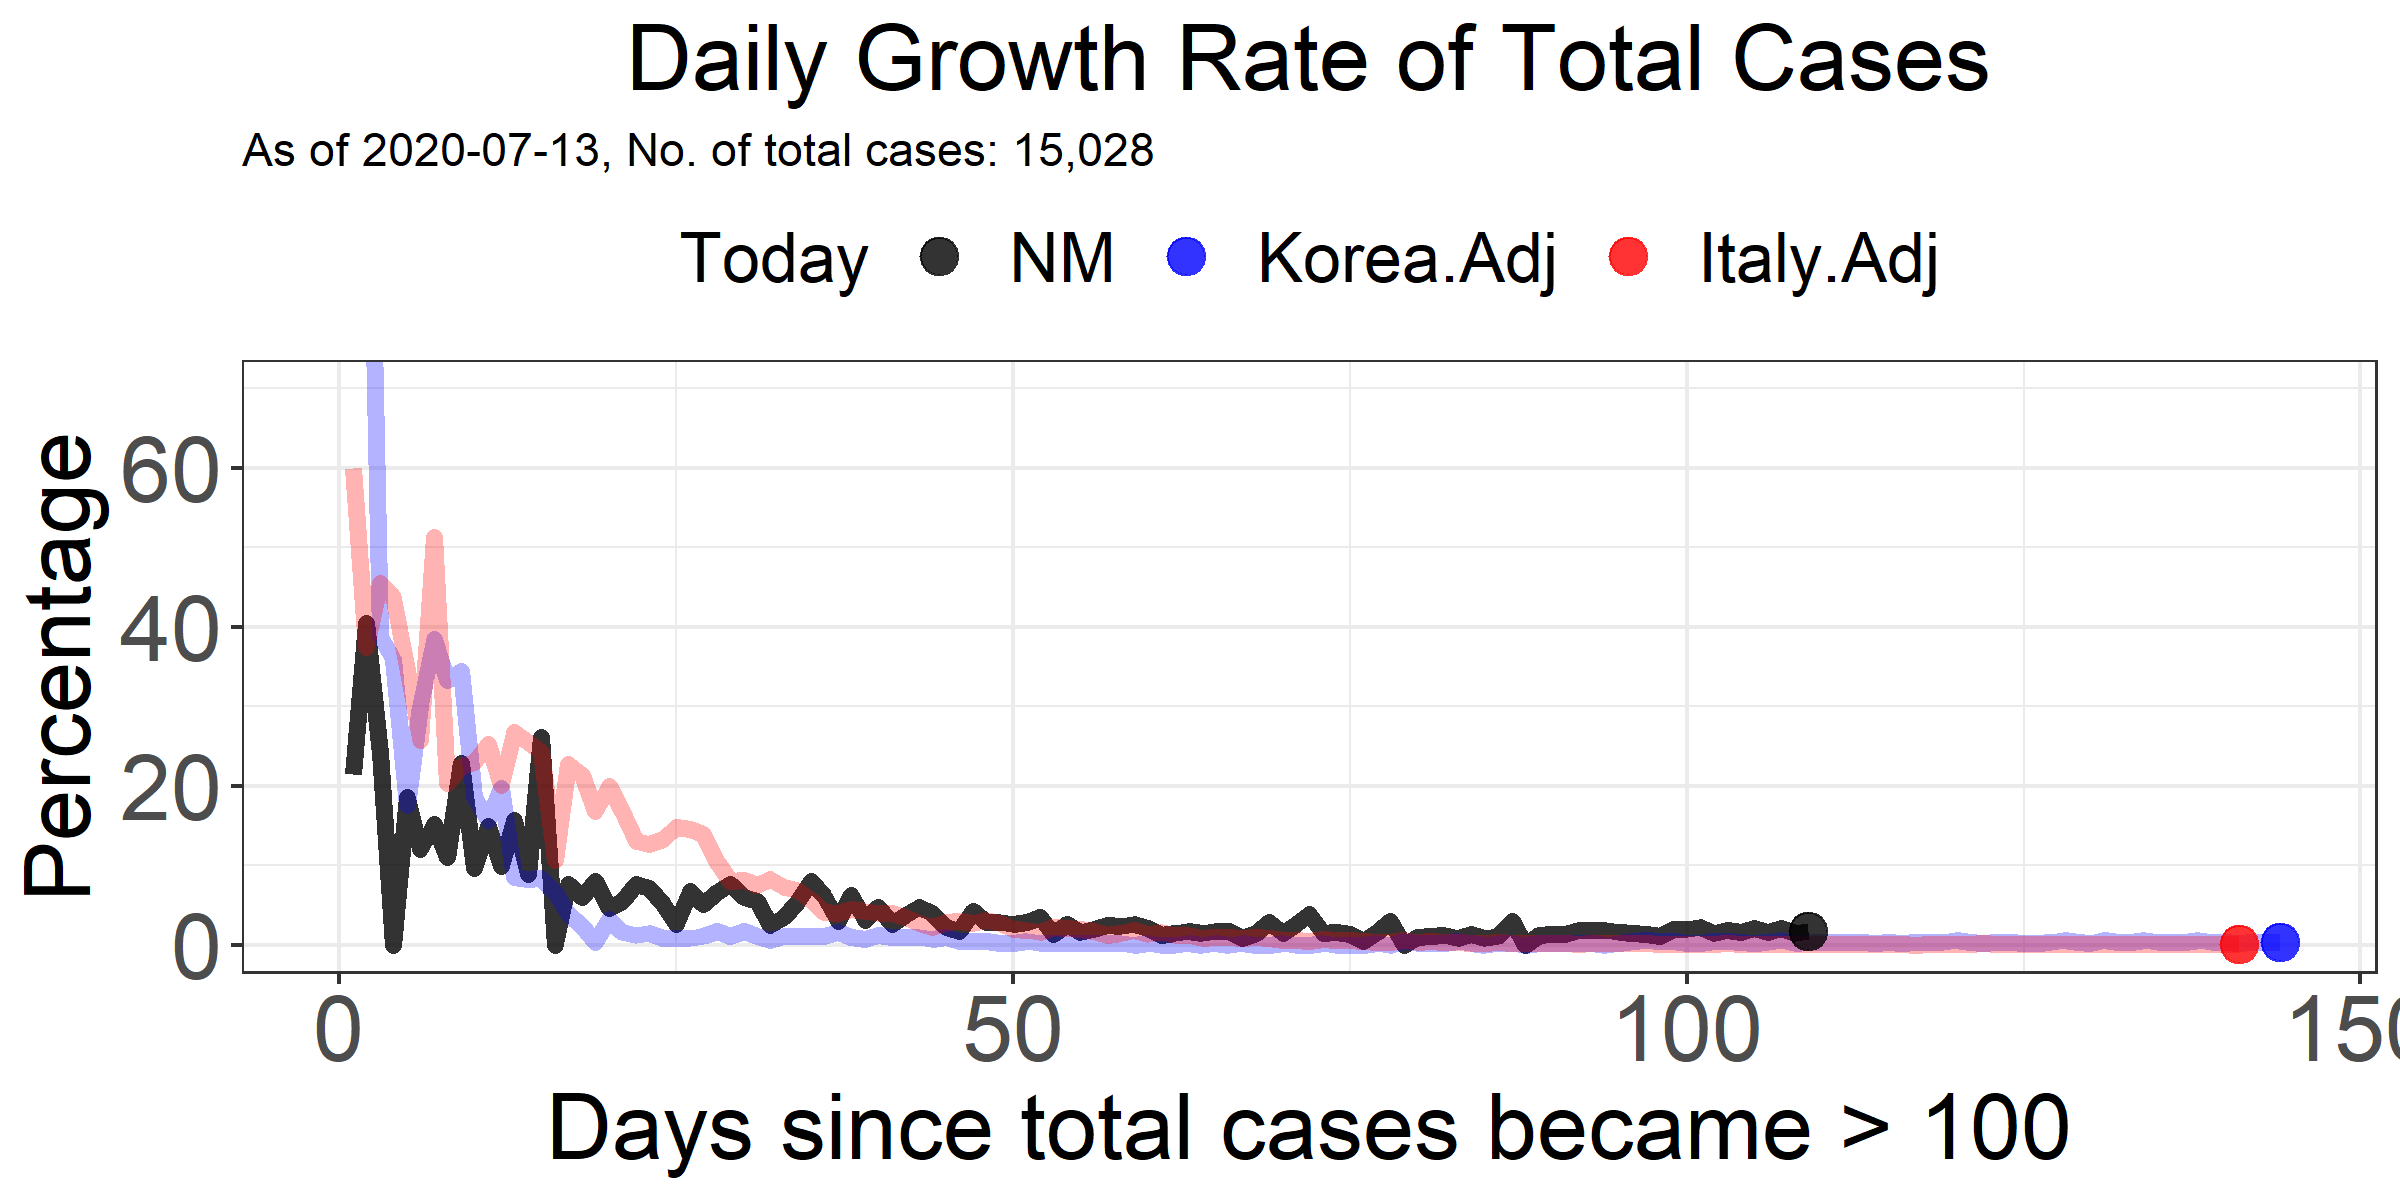 Daily Growth Rate of Total Cases
As of 2020-07-13, No. of total cases: 15,028
Today NM Korea.Adj Italy.Adj
Percentage
60
40
20
0
0 50 100 150
Days since total cases became > 100